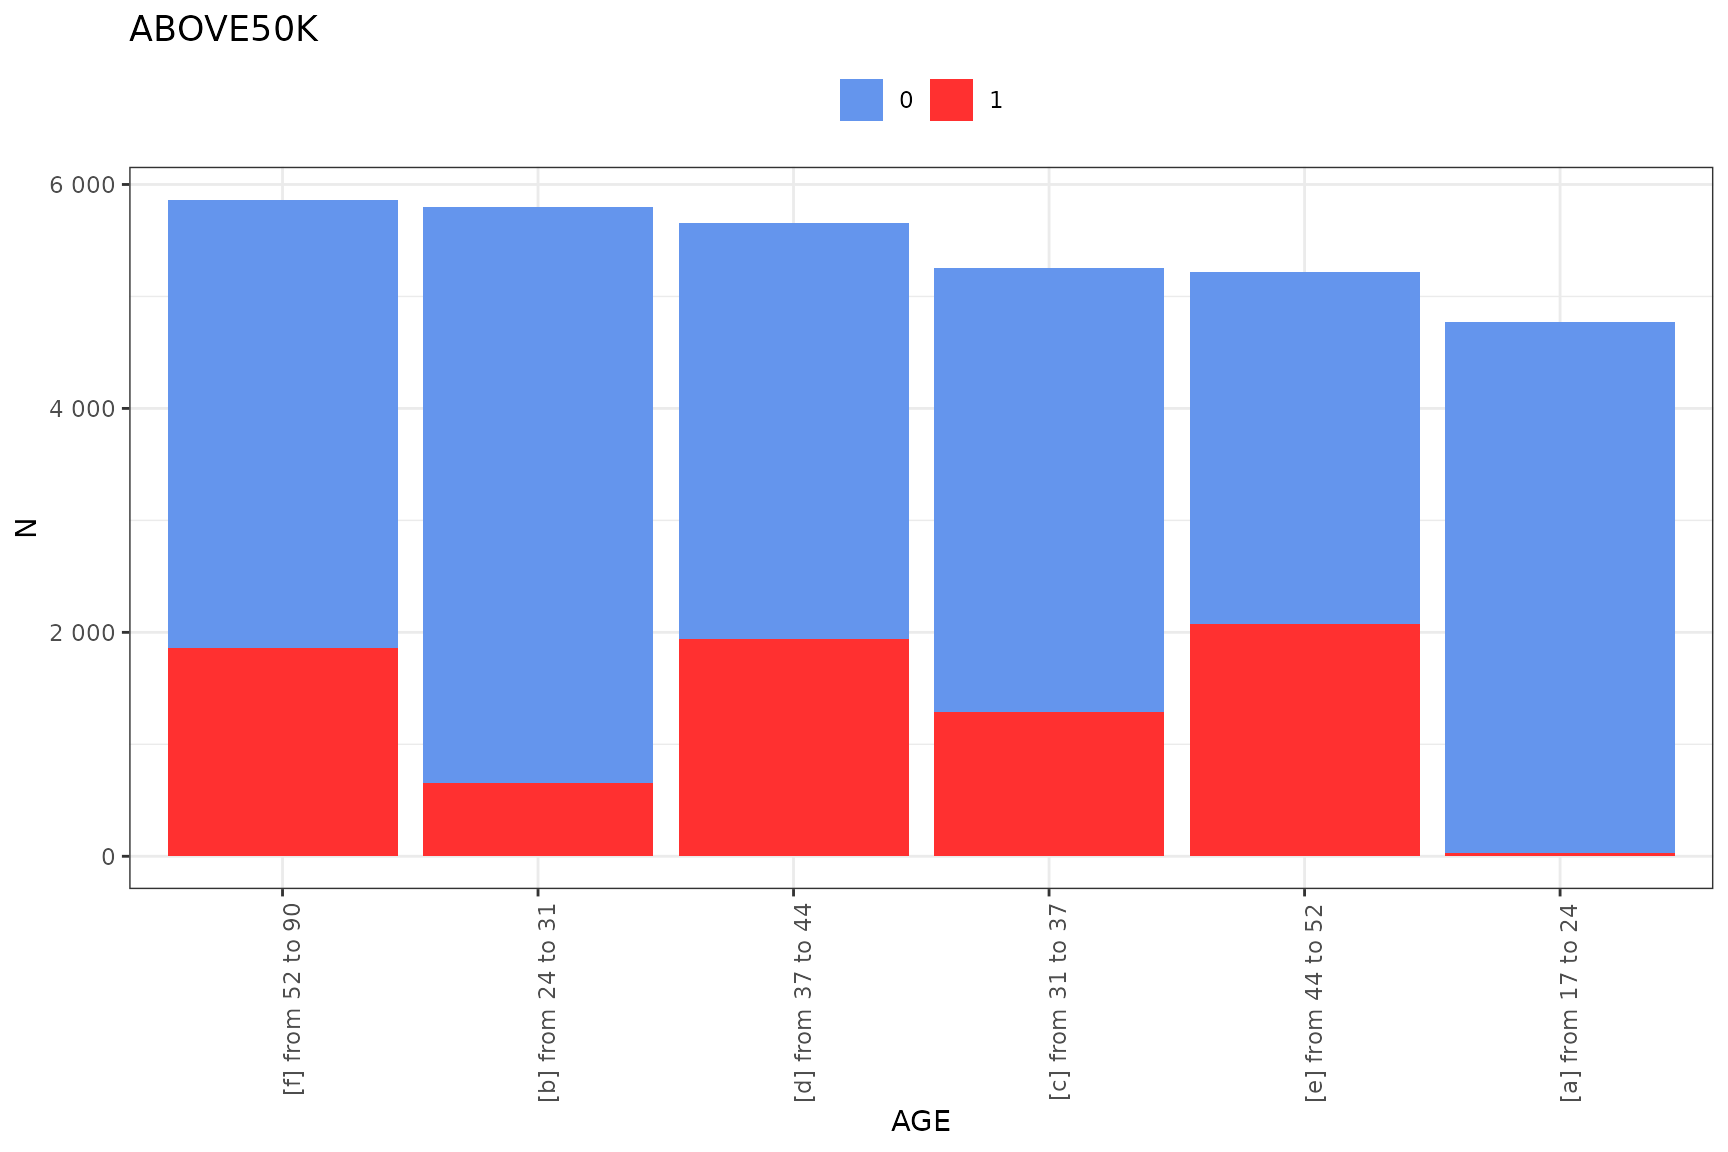 ABOVE50K
0 1
6 000
4 000
2 000
0
N
[f] from 52 to 90
[b] from 24 to 31
[d] from 37 to 44
[c] from 31 to 37
[e] from 44 to 52
[a] from 17 to 24
AGE